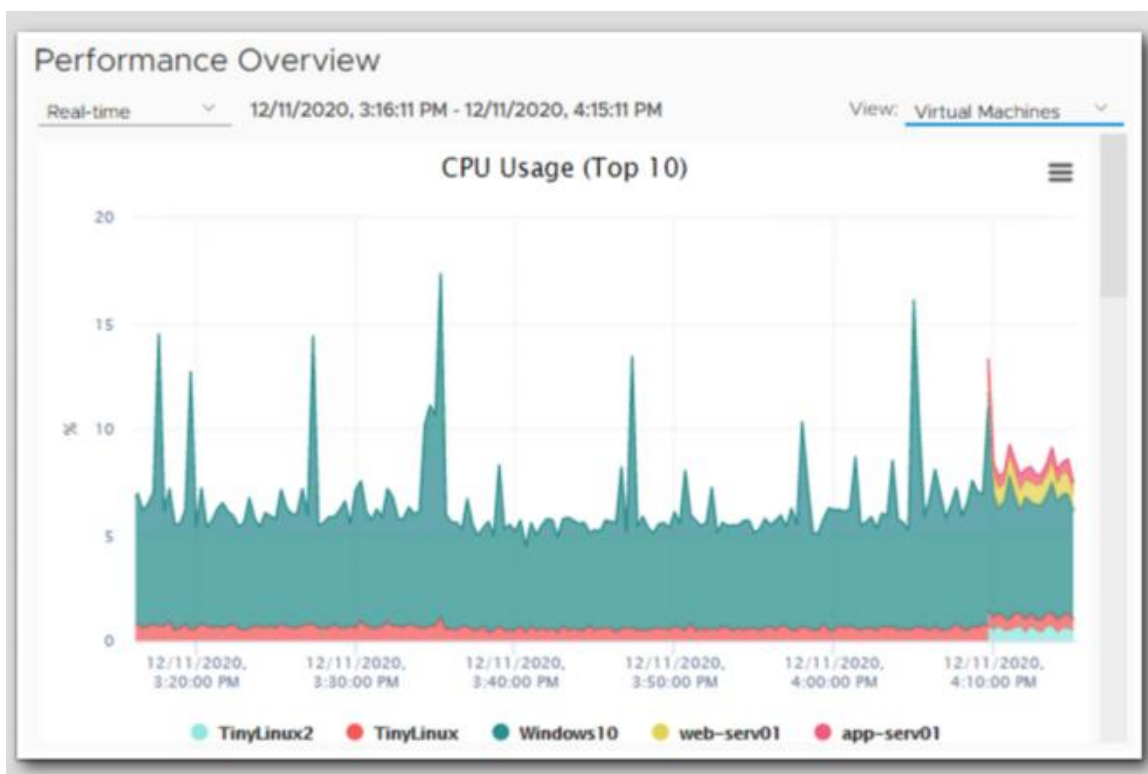 Performance Overview
Real-time 12/11/2020, 3:16:11 PM - 12/11/2020, 4:15:11 PM View: Virtual Machines
CPU Usage (Top 10)
20
15
10
5
0
%
12/11/2020, 12/11/2020, 12/11/2020, 12/11/2020, 12/11/2020, 12/11/2020,
3:20:00 PM 3:30:00 PM 3:40:00 PM 3:50:00 PM 4:00:00 PM 4:10:00 PM
TinyLinux2 TinyLinux Windows10 web-serv01 app-serv01